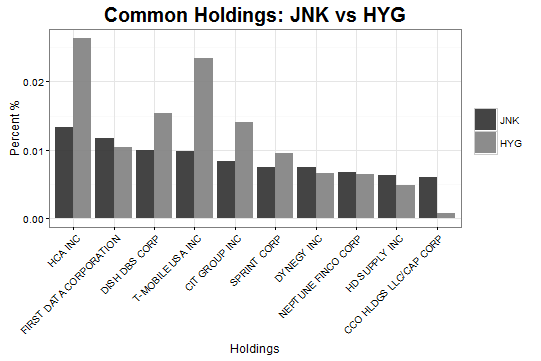 Common Holdings: JNK vs HYG
Percent %
0.02
0.01
0.00
JNK
HYG
HCA INC
FIRST DATA CORPORATION
DISH DBS CORP
T-MOBILE USA INC
CIT GROUP INC
SPRINT CORP
DYNEGY INC
NEPTUNE FINCO CORP
HD SUPPLY INC
CCO HLDGS LLC/CAP CORP
Holdings